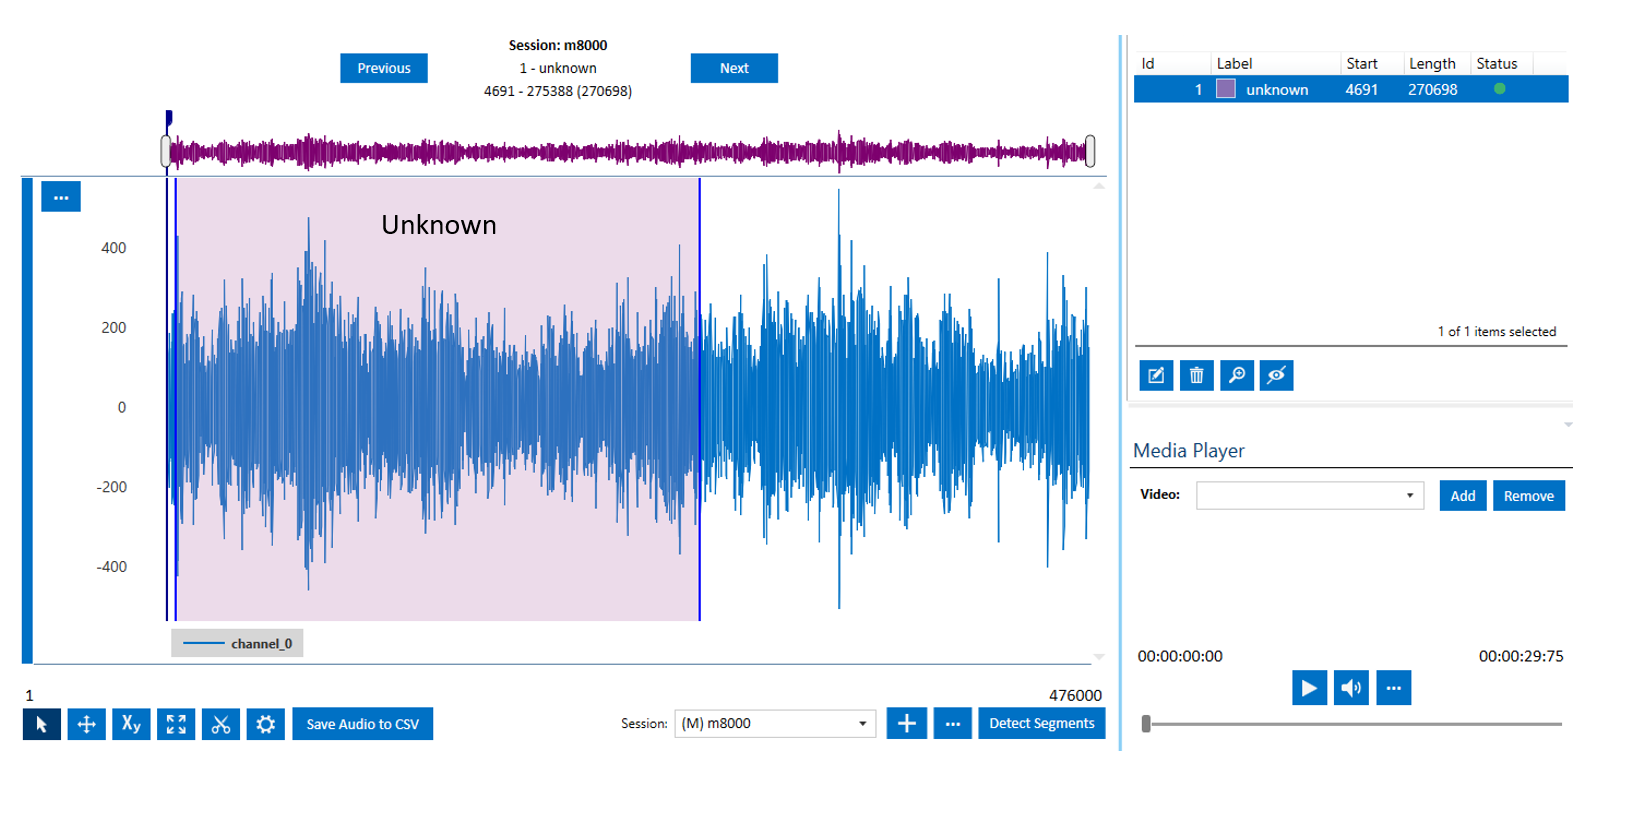 Session: m8000
Previous
1 - unknown
Next
4691 - 275388 (270698)
...
Unknown
400
200
0
-200
-400
channel_0
1
476000
Xy
Save Audio to CSV
Session:
(M) m8000
...
Detect Segments
Id Label Start Length Status
1 unknown 4691 270698
1 of 1 items selected
Media Player
Video:
Add
Remove
00:00:00:00
00:00:29:75
...